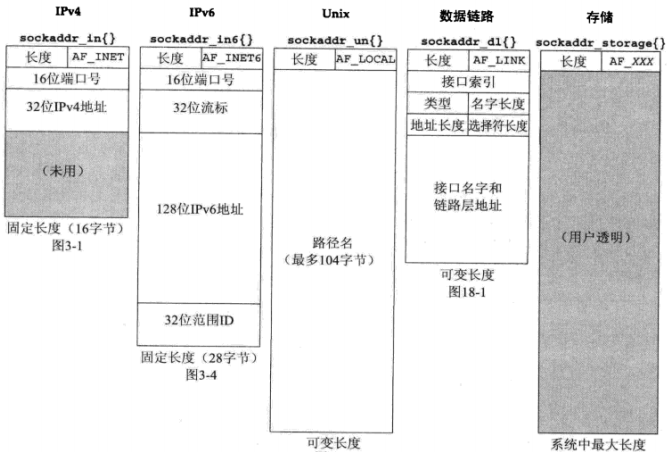 IPv4
IPv6
Unix
数据链路
存储
sockaddr_in{}
sockaddr_in6{}
sockaddr_un{}
sockaddr_dl{}
sockaddr_storage{}
长度 AF_INET
16位端口号
32位IPv4地址
(未用)
固定长度(16字节)
图3-1
长度 AF_INET6
16位端口号
32位流标
128位IPv6地址
32位范围ID
固定长度(28字节)
图3-4
长度 AF_LOCAL
路径名
(最多104字节)
可变长度
长度 AF_LINK
接口索引
类型 名字长度
地址长度 选择符长度
接口名字和
链路层地址
可变长度
图18-1
长度 AF_XXX
(用户透明)
系统中最大长度